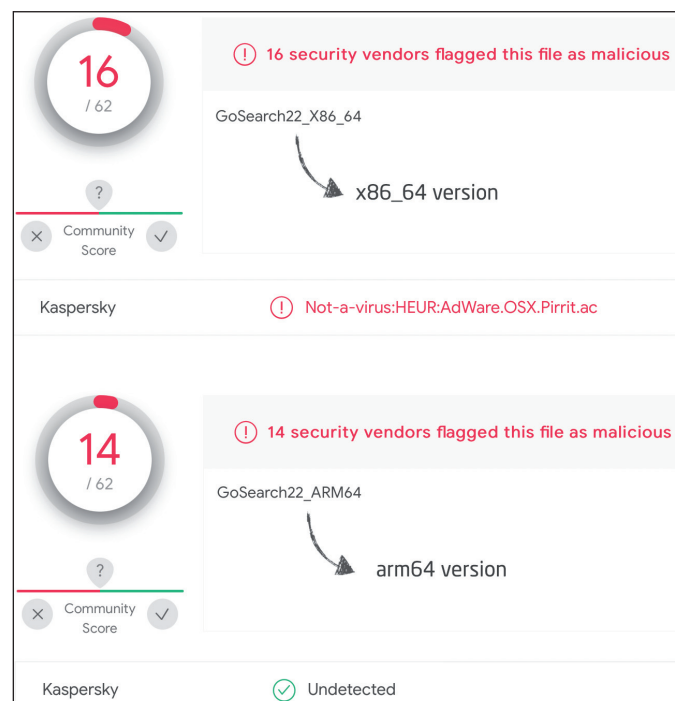 16
/ 62
16 security vendors flagged this file as malicious
GoSearch22_X86_64
x86_64 version
?
Community
Score
Kaspersky
Not-a-virus:HEUR:AdWare.OSX.Pirrit.ac
14
/ 62
14 security vendors flagged this file as malicious
GoSearch22_ARM64
arm64 version
?
Community
Score
Kaspersky
Undetected